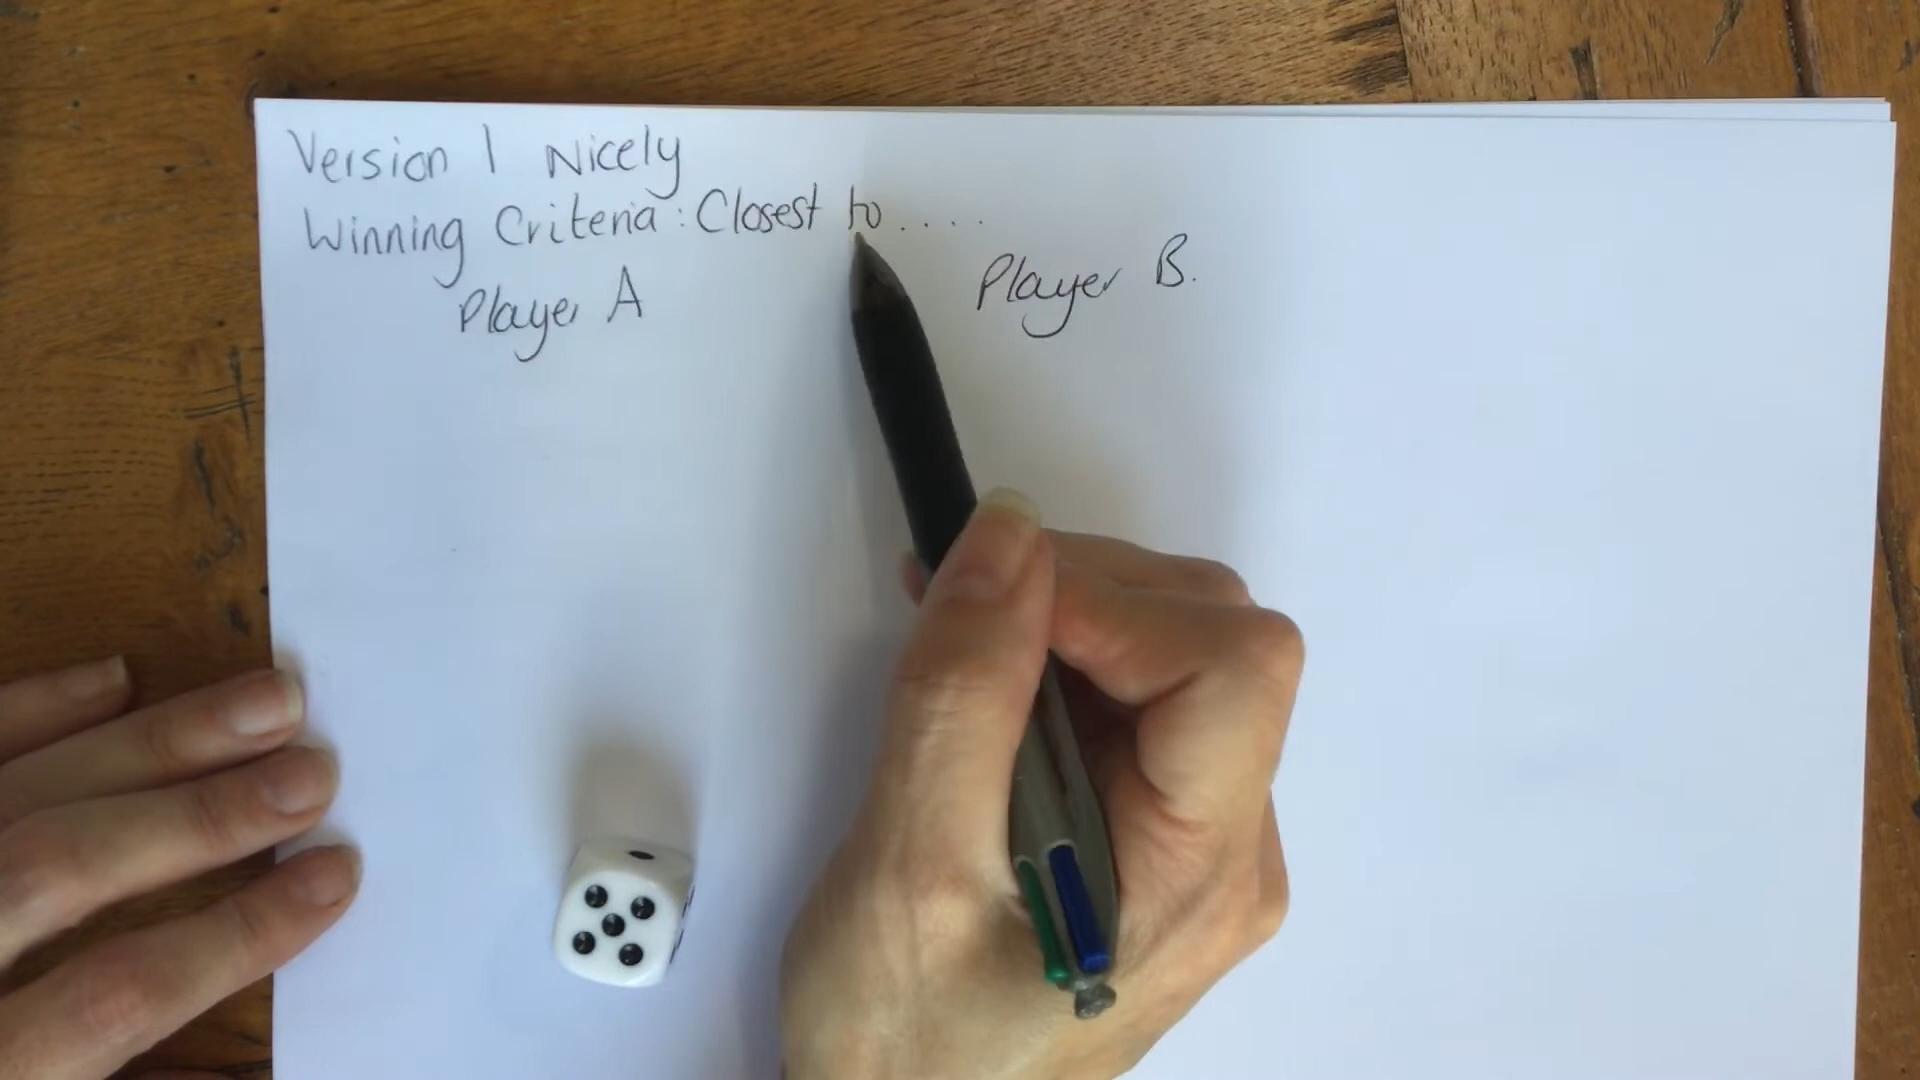 Version 1 Nicely
Winning Criteria: Closest to....
Player A
Player B.